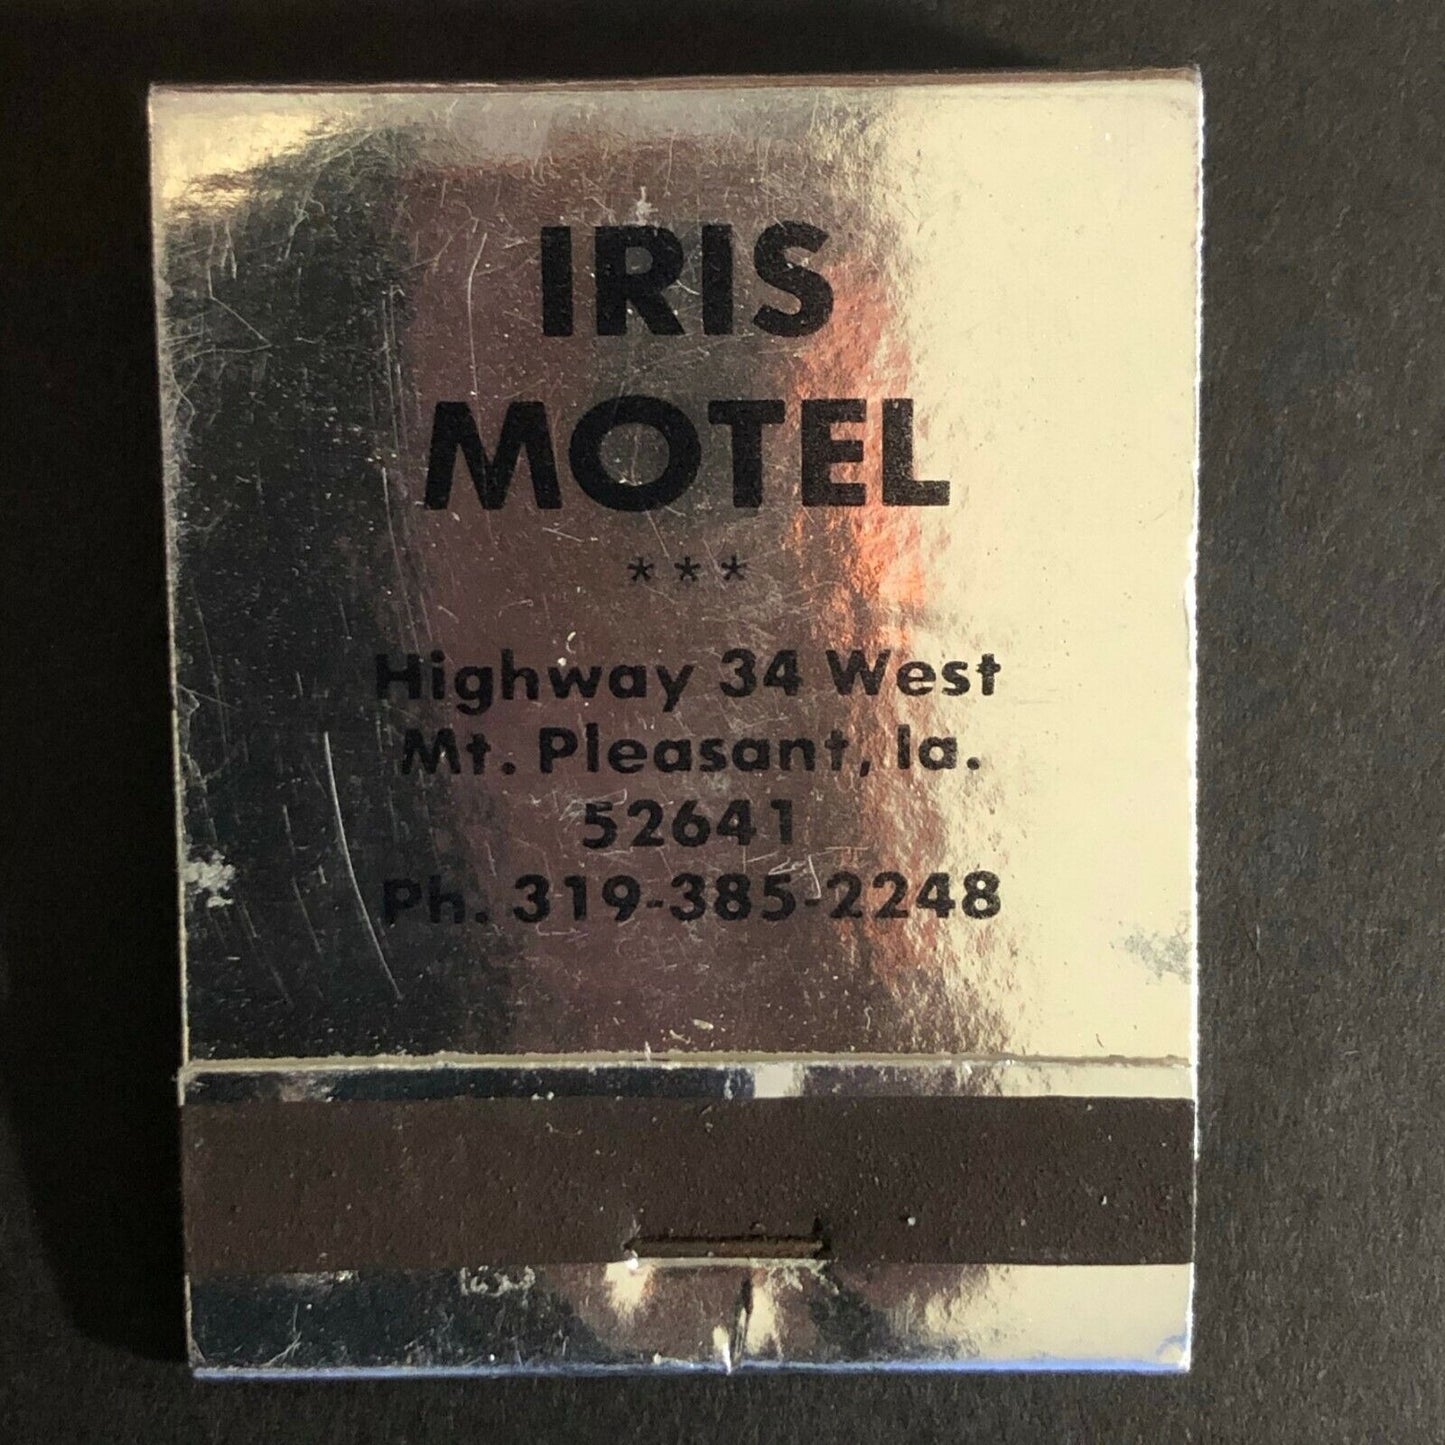 IRIS
MOTEL
***
Highway 34 West
Mt. Pleasant, Ia.
52641
Ph. 319-385-2248